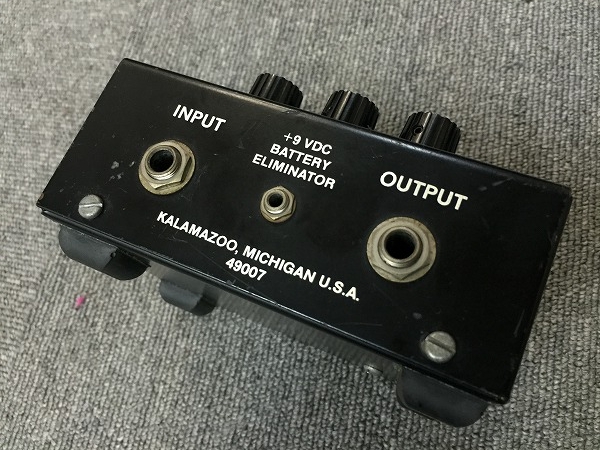 INPUT
+9 VDC
BATTERY
ELIMINATOR
OUTPUT
KALAMAZOO, MICHIGAN U.S.A.
49007